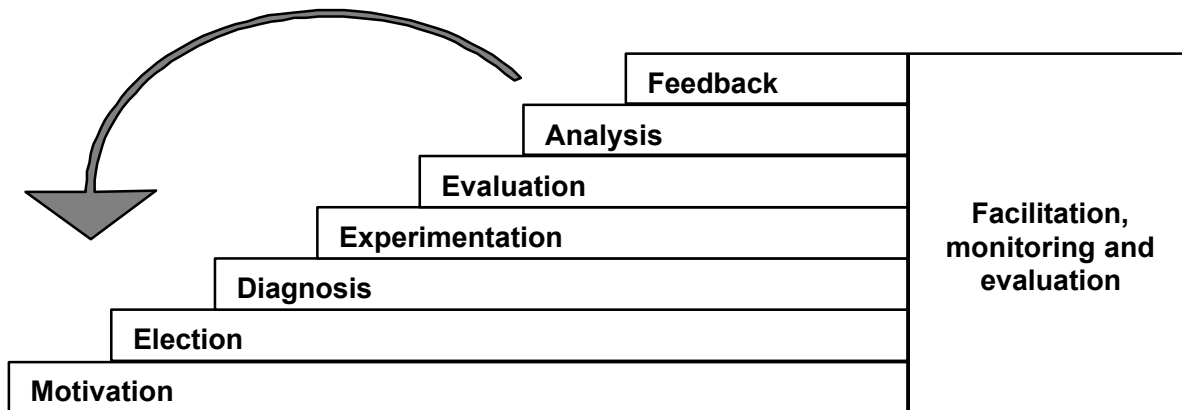 Feedback
Analysis
Evaluation
Experimentation
Diagnosis
Election
Motivation
Facilitation,
monitoring and
evaluation